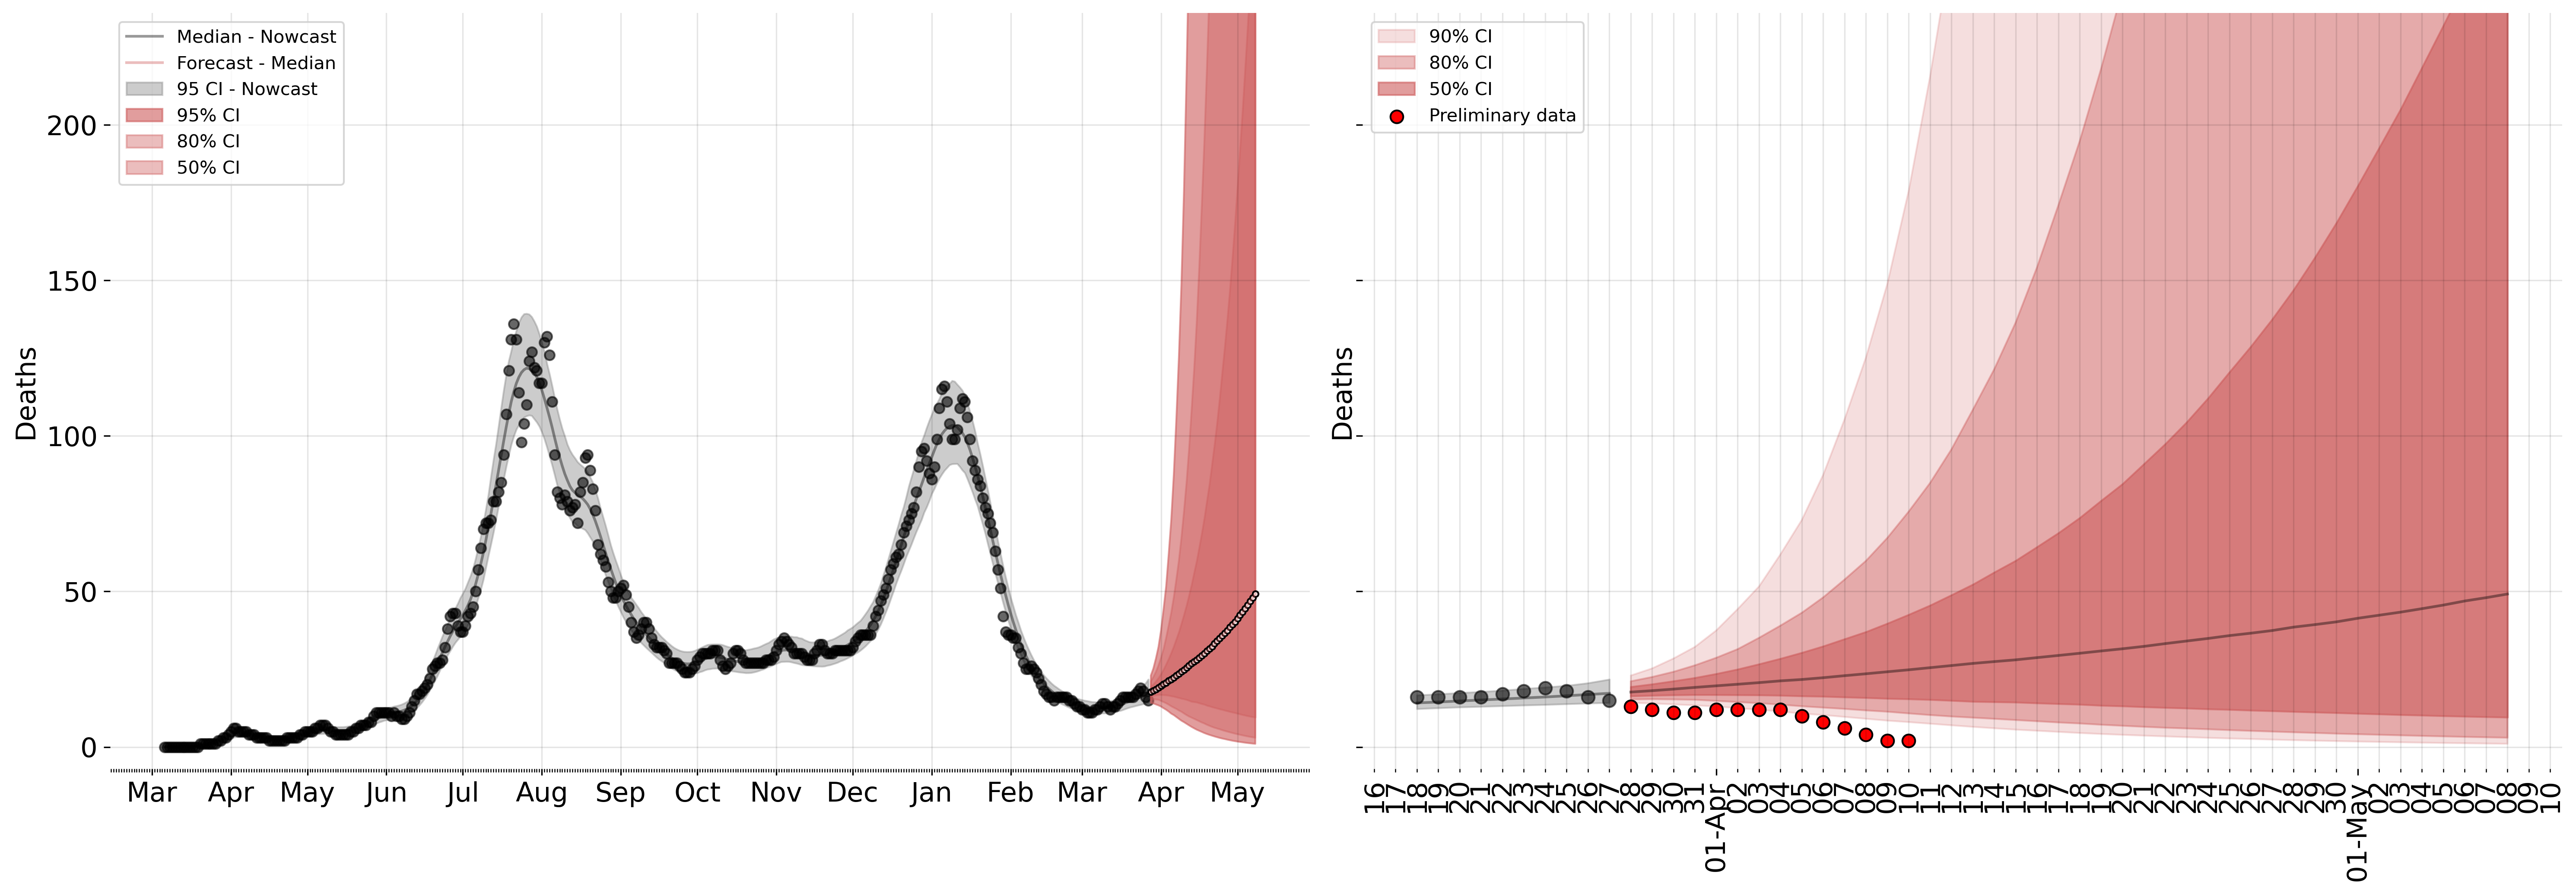 Median - Nowcast
Forecast - Median
95 CI - Nowcast
95% CI
80% CI
50% CI
Deaths
200
150
100
50
0
Mar Apr May Jun Jul Aug Sep Oct Nov Dec Jan Feb Mar Apr May
90% CI
80% CI
50% CI
Preliminary data
Deaths
16 17 18 19 20 21 22 23 24 25 26 27 28 29 30 31 01-Apr 02 03 04 05 06 07 08 09 10 11 12 13 14 15 16 17 18 19 20 21 22 23 24 25 26 27 28 29 30 01-May 02 03 04 05 06 07 08 09 10